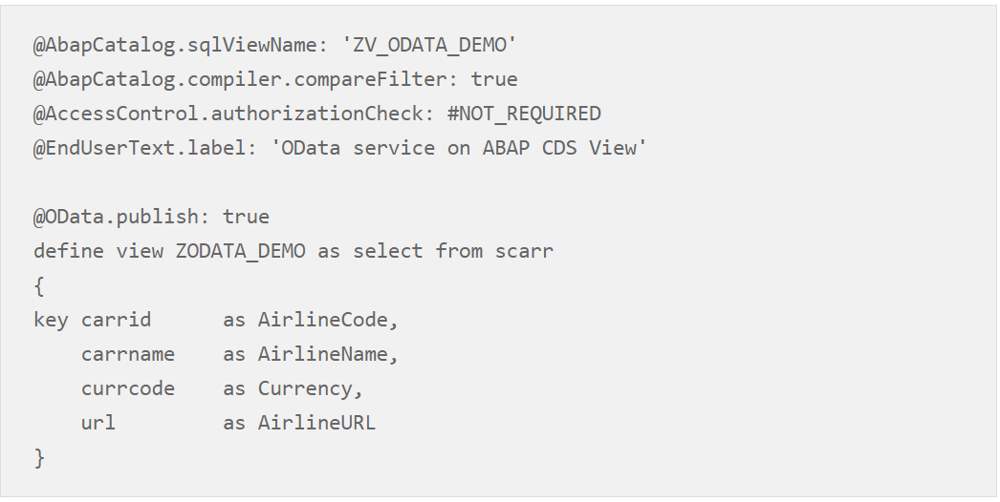 @AbapCatalog.sqlViewName: 'ZV_ODATA_DEMO'
@AbapCatalog.compiler.compareFilter: true
@AccessControl.authorizationCheck: #NOT_REQUIRED
@EndUserText.label: 'OData service on ABAP CDS View'

@OData.publish: true
define view ZODATA_DEMO as select from scarr
{
key carrid      as AirlineCode,
    carrname    as AirlineName,
    currcode    as Currency,
    url         as AirlineURL
}